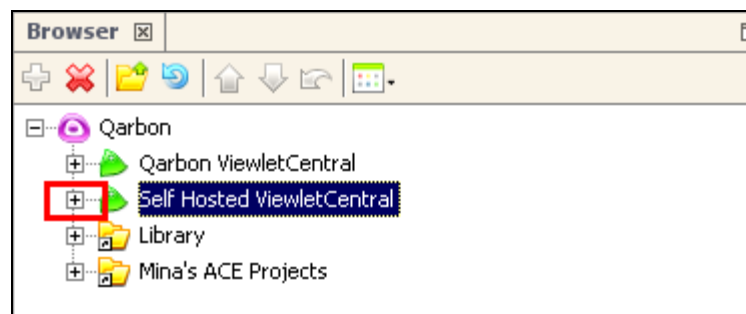 Browser
Qarbon
Qarbon ViewletCentral
Self Hosted ViewletCentral
Library
Mina's ACE Projects